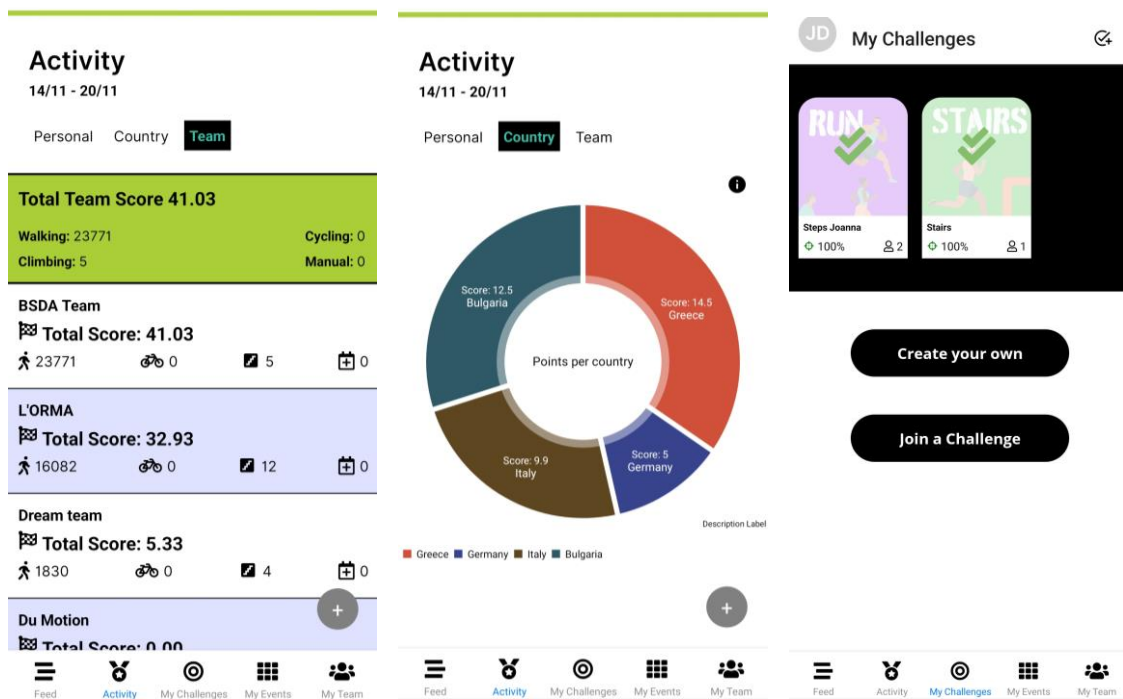 Activity
14/11 - 20/11
Personal Country Team
Total Team Score 41.03
Walking: 23771 Cycling: 0
Climbing: 5 Manual: 0
BSDA Team
Total Score: 41.03
23771 0 5 0
L'ORMA
Total Score: 32.93
16082 0 12 0
Dream team
Total Score: 5.33
1830 0 4 0
+
Du Motion
Total Score: 0.00
Feed Activity My Challenges My Events My Team
Activity
14/11 - 20/11
Personal Country Team
Score: 12.5
Bulgaria
Score: 14.5
Greece
Points per country
Score: 9.9
Italy
Score: 5
Germany
Description Label
Greece Germany Italy Bulgaria
+
Feed Activity My Challenges My Events My Team
JD My Challenges
RUN STAIRS
Steps Joanna Stairs
100% 2 100% 1
Create your own
Join a Challenge
Feed Activity My Challenges My Events My Team